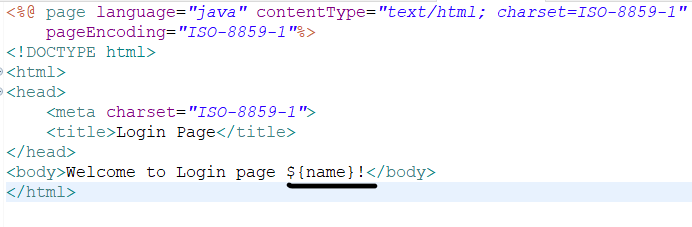 <%@ page language="java" contentType="text/html; charset=ISO-8859-1"
    pageEncoding="ISO-8859-1"%>
<!DOCTYPE html>
<html>
<head>
    <meta charset="ISO-8859-1">
    <title>Login Page</title>
</head>
<body>Welcome to Login page ${name}!</body>
</html>